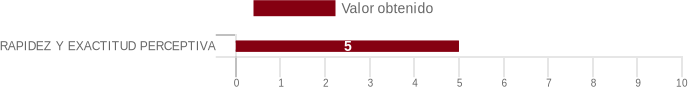 Valor obtenido
RAPIDEZ Y EXACTITUD PERCEPTIVA 5
0 1 2 3 4 5 6 7 8 9 10